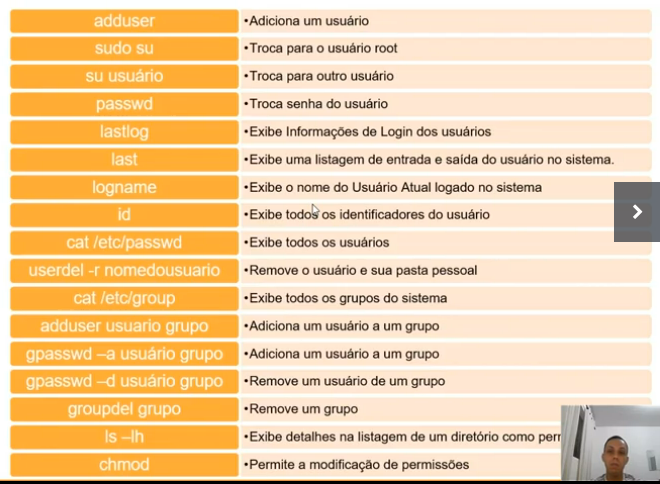 adduser •Adiciona um usuário
sudo su •Troca para o usuário root
su usuário •Troca para outro usuário
passwd •Troca senha do usuário
lastlog •Exibe Informações de Login dos usuários
last •Exibe uma listagem de entrada e saída do usuário no sistema.
logname •Exibe o nome do Usuário Atual logado no sistema
id •Exibe todos os identificadores do usuário
cat /etc/passwd •Exibe todos os usuários
userdel -r nomedousuario •Remove o usuário e sua pasta pessoal
cat /etc/group •Exibe todos os grupos do sistema
adduser usuario grupo •Adiciona um usuário a um grupo
gpasswd –a usuário grupo •Adiciona um usuário a um grupo
gpasswd –d usuário grupo •Remove um usuário de um grupo
groupdel grupo •Remove um grupo
ls –lh •Exibe detalhes na listagem de um diretório como
chmod •Permite a modificação de permissões